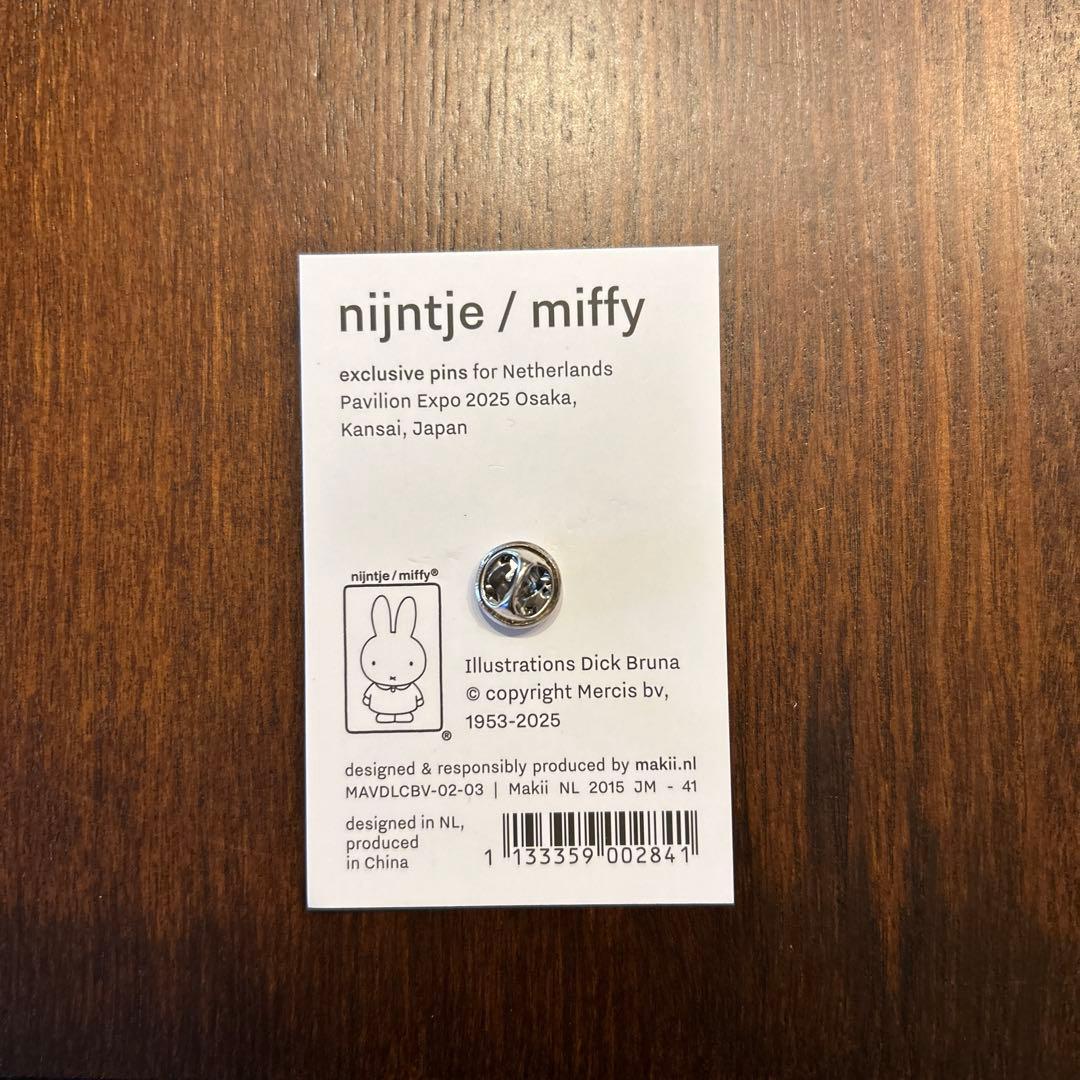 nijntje / miffy
exclusive pins for Netherlands
Pavilion Expo 2025 Osaka,
Kansai, Japan
nijntje/miffy®
®
Illustrations Dick Bruna
© copyright Mercis bv,
1953-2025
designed & responsibly produced by makii.nl
MAVDLCBV-02-03 | Makii NL 2015 JM - 41
designed in NL,
produced
in China
1 133359 002841